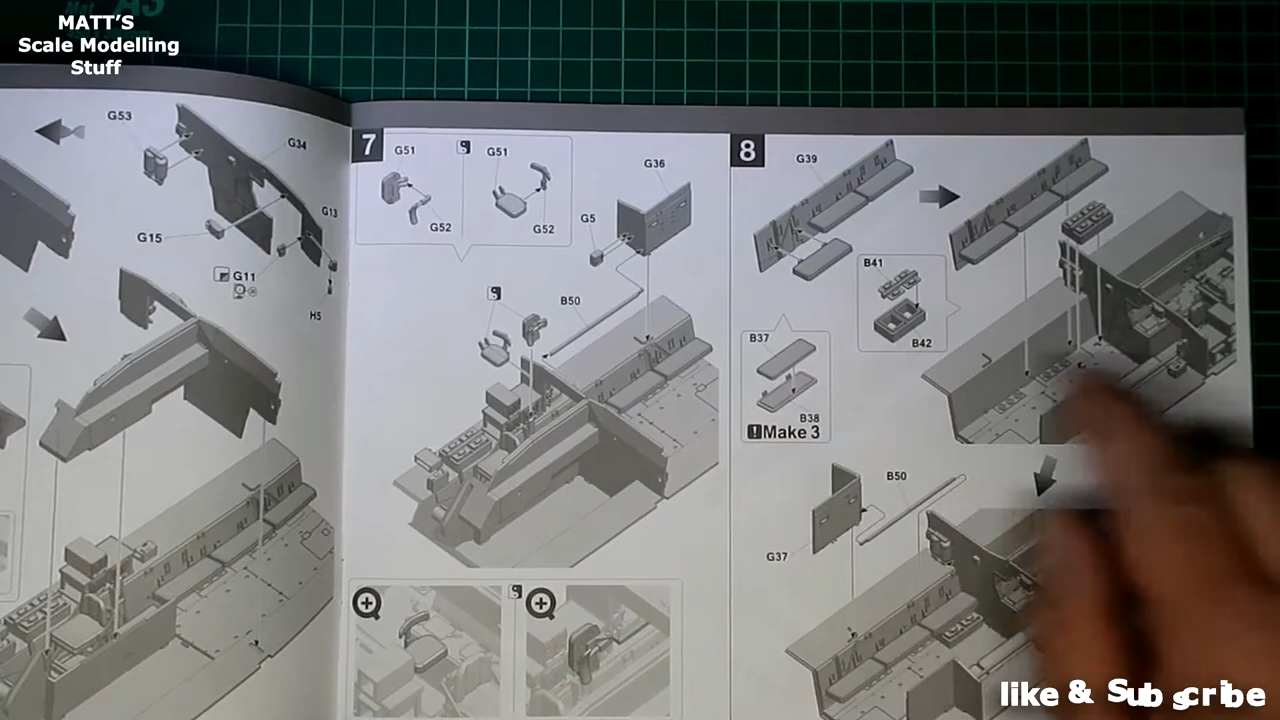 MATT'S
Scale Modelling
Stuff
A3
G53
G34
G15
G13
G11
H5
7
G51
G52
G51
G52
G36
G5
B50
8
G39
B41
B42
B37
B38
!Make 3
B50
G37
like & Subscribe